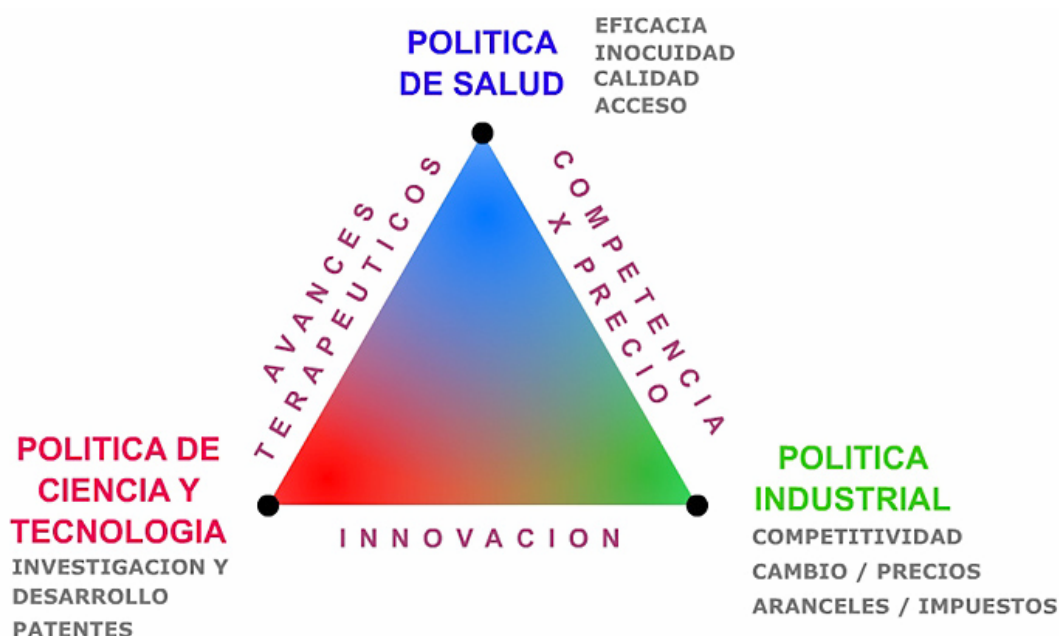 POLITICA
DE SALUD
EFICACIA
INOCUIDAD
CALIDAD
ACCESO
AVANCES
TERAPEUTICOS
COMPETENCIA
X PRECIO
POLITICA DE
CIENCIA Y
TECNOLOGIA
INVESTIGACION Y
DESARROLLO
PATENTES
INNOVACION
POLITICA
INDUSTRIAL
COMPETITIVIDAD
CAMBIO / PRECIOS
ARANCELES / IMPUESTOS